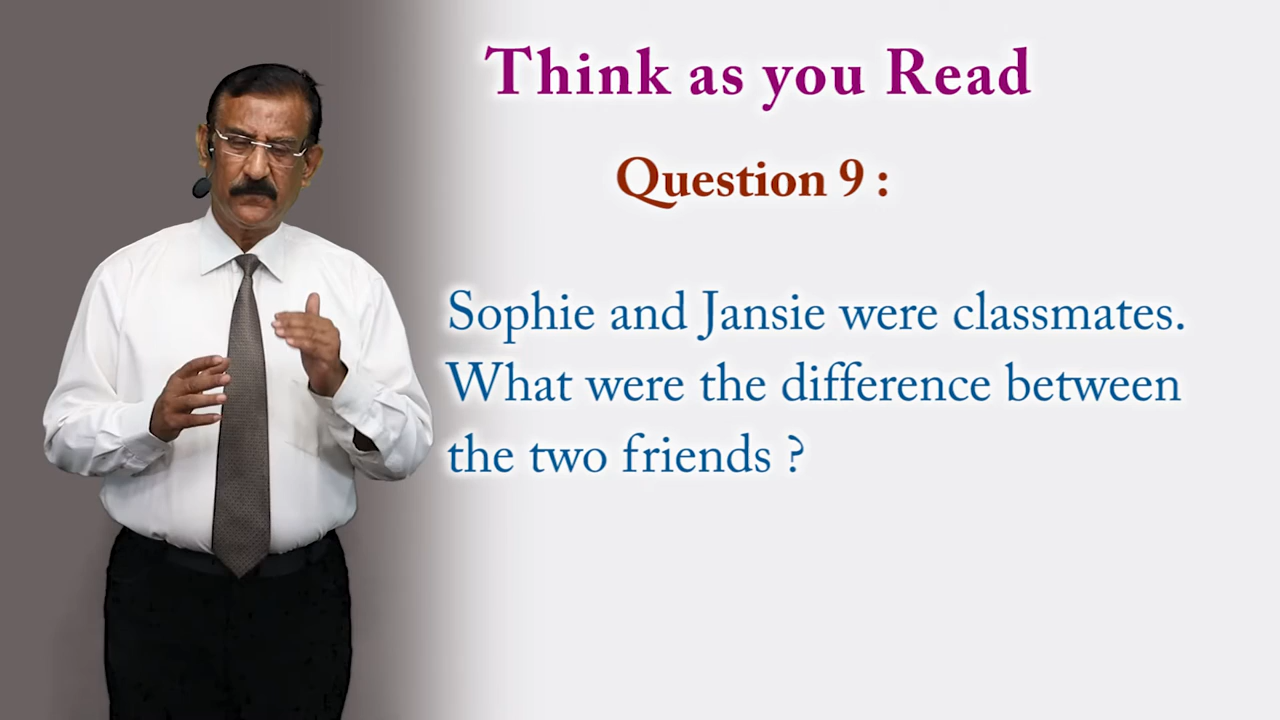 Think as you Read
Question 9 :
Sophie and Jansie were classmates.
What were the difference between
the two friends ?